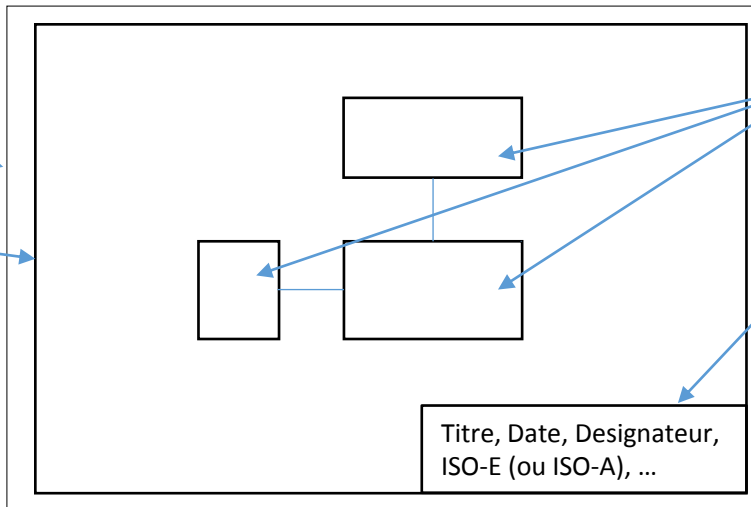 Titre, Date, Designateur,
ISO-E (ou ISO-A), ...